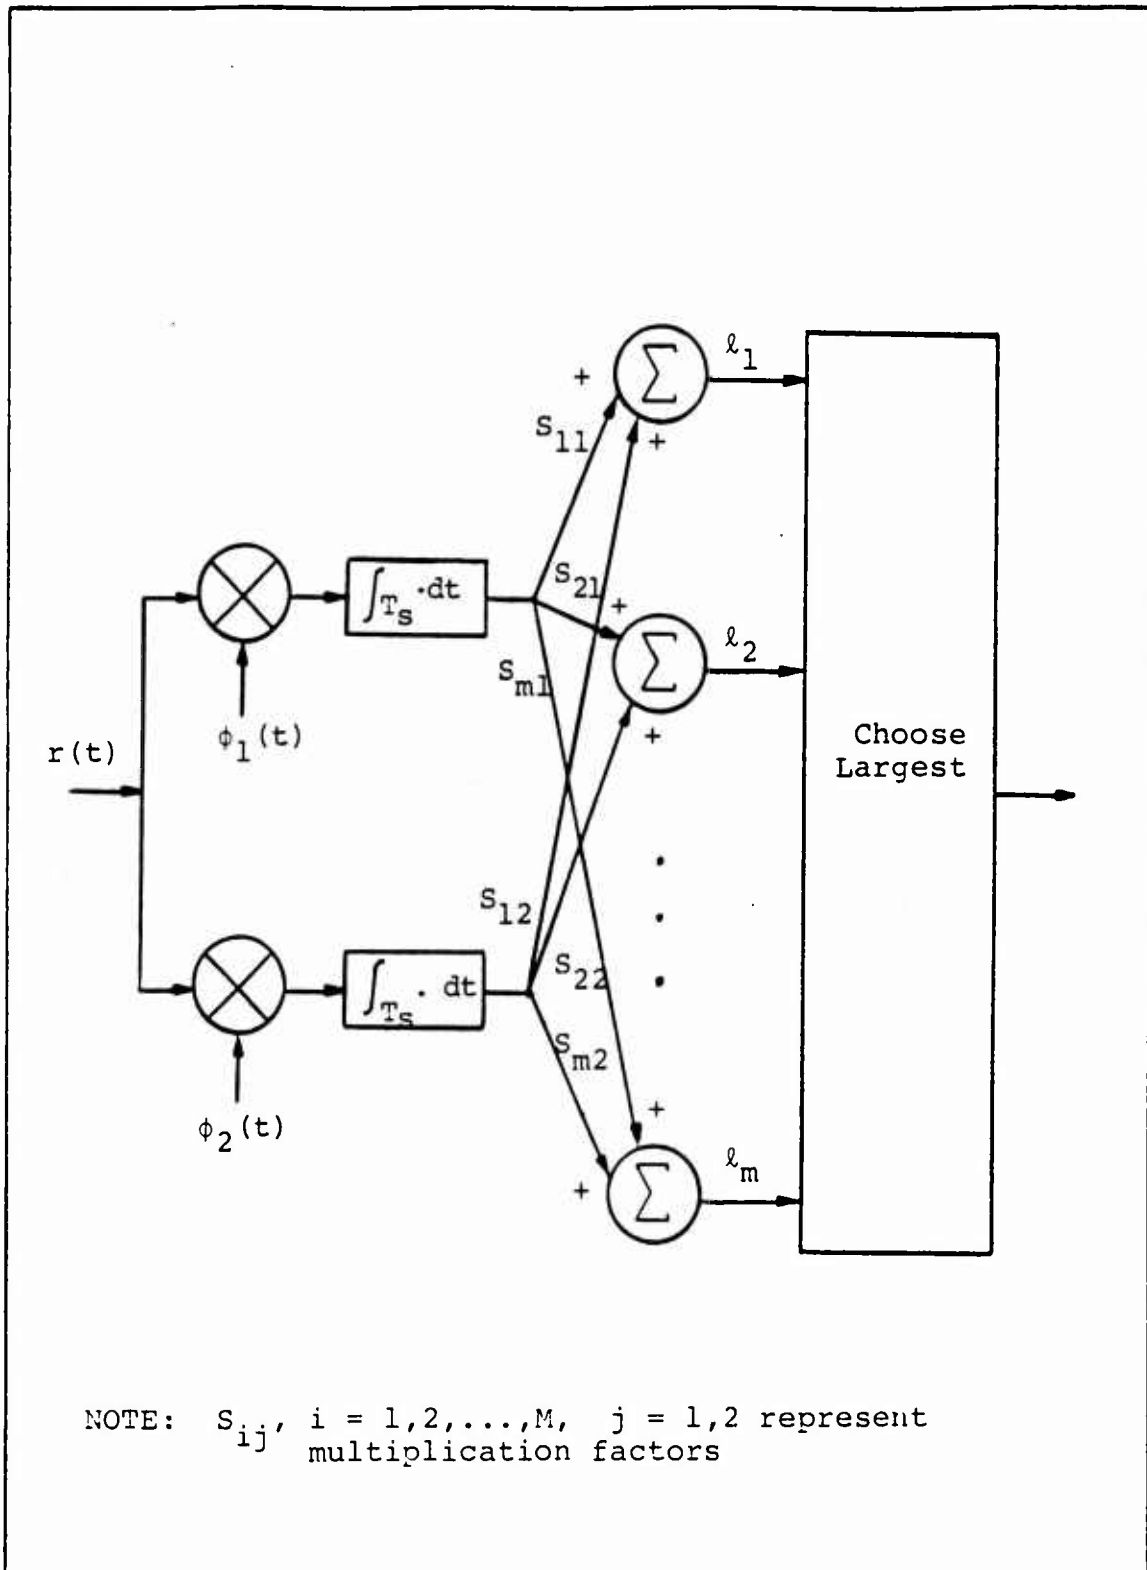 Σ
ℓ1
+
S11
+
∫Ts ·dt
S21
+
Σ
ℓ2
Sm1
+
ϕ1(t)
r(t)
Choose
Largest
S12
∫Ts · dt
S22
Sm2
ϕ2(t)
+
ℓm
+
Σ
NOTE: Sij, i = 1,2,...,M, j = 1,2 represent
multiplication factors